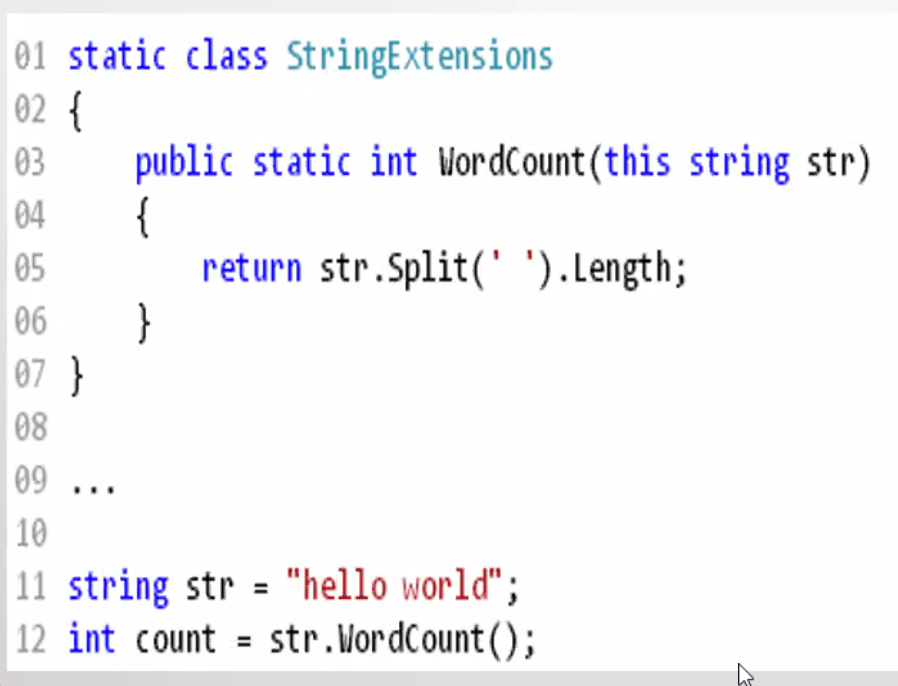 01 static class StringExtensions
02 {
03     public static int WordCount(this string str)
04     {
05         return str.Split(' ').Length;
06     }
07 }
08
09 ...
10
11 string str = "hello world";
12 int count = str.WordCount();